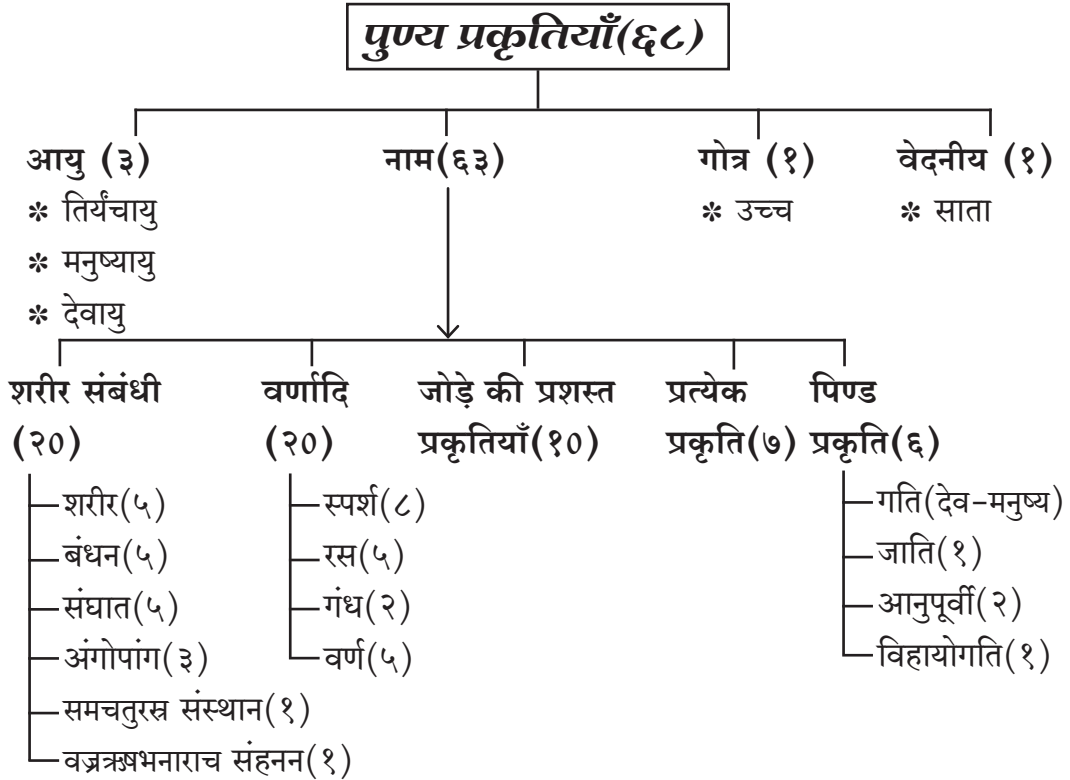 पुण्य प्रकृतियाँ(६८)
आयु (३)
नाम(६३)
गोत्र (१)
वेदनीय (१)
* तिर्यंचायु
* मनुष्यायु
* देवायु
* उच्च
* साता
शरीर संबंधी
(२०)
वर्णादि
(२०)
जोड़े की प्रशस्त
प्रकृतियाँ(१०)
प्रत्येक
प्रकृति(७)
पिण्ड
प्रकृति(६)
शरीर(५)
बंधन(५)
संघात(५)
अंगोपांग(३)
समचतुरस्र संस्थान(१)
वज्रऋषभनाराच संहनन(१)
स्पर्श(८)
रस(५)
गंध(२)
वर्ण(५)
गति(देव-मनुष्य)
जाति(१)
आनुपूर्वी(२)
विहायोगति(१)